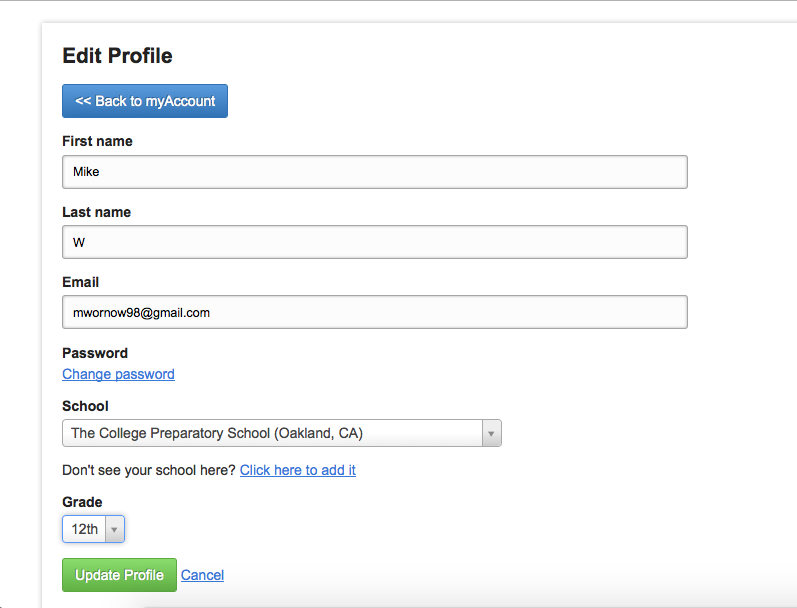 Edit Profile
<< Back to myAccount
First name
Mike
Last name
W
Email
mwornow98@gmail.com
Password
Change password
School
The College Preparatory School (Oakland, CA)
Don't see your school here? Click here to add it
Grade
12th
Update Profile Cancel